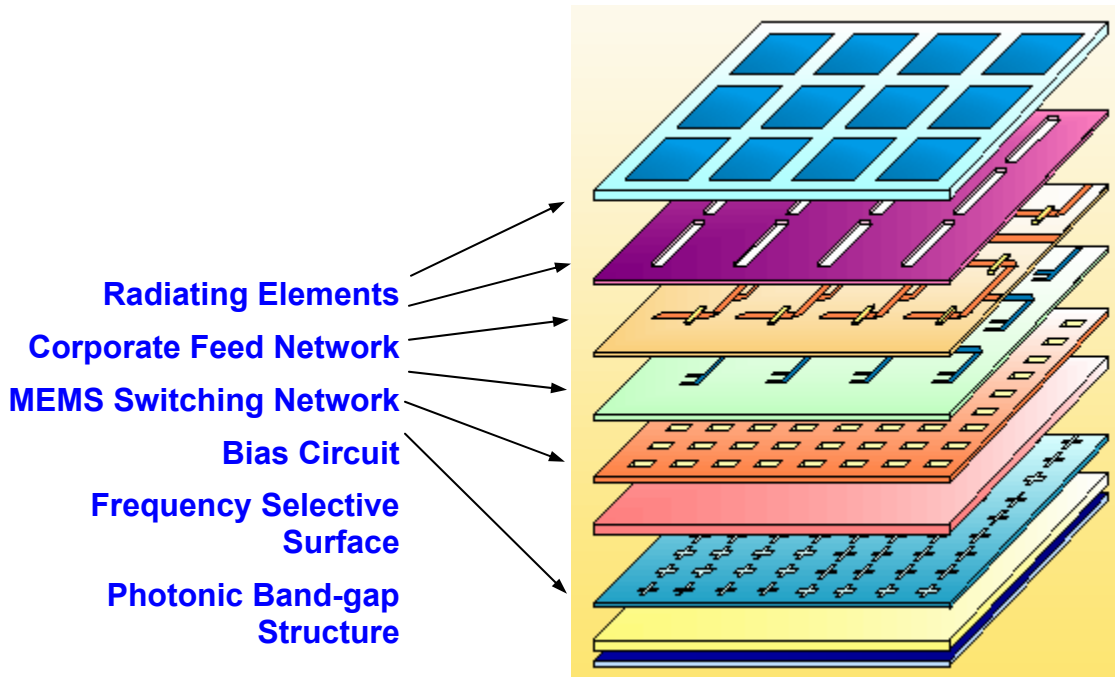 Radiating Elements
Corporate Feed Network
MEMS Switching Network
Bias Circuit
Frequency Selective
Surface
Photonic Band-gap
Structure